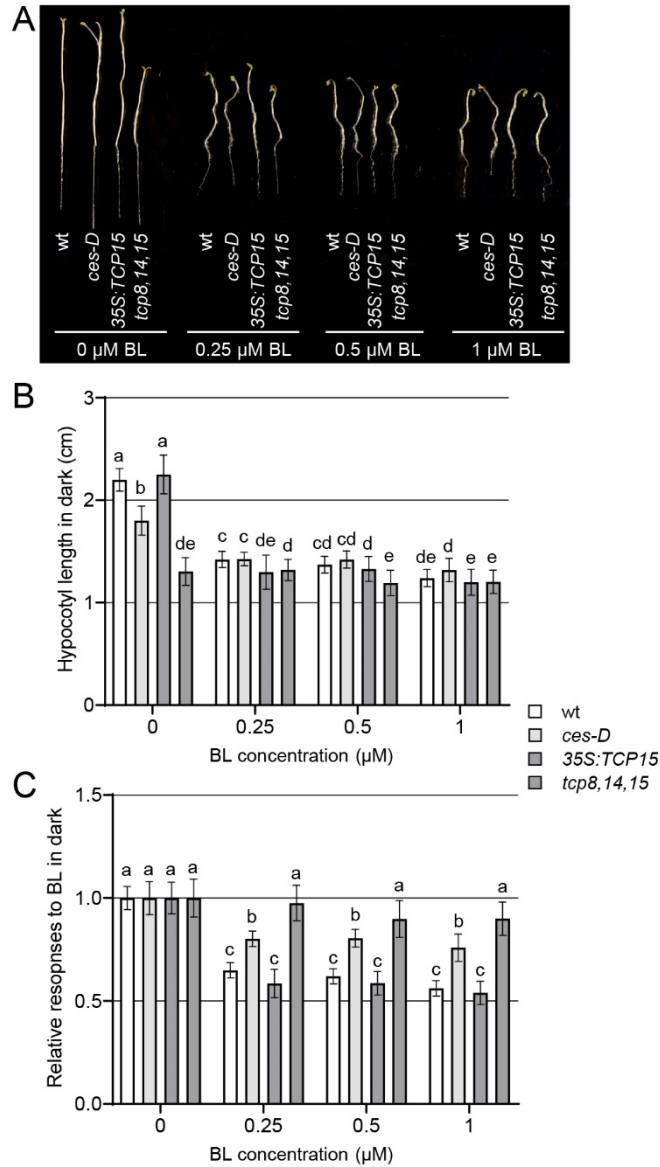 A
wt
ces-D
35S:TCP15
tcp8,14,15
wt
ces-D
35S:TCP15
tcp8,14,15
wt
ces-D
35S:TCP15
tcp8,14,15
wt
ces-D
35S:TCP15
tcp8,14,15
0 µM BL
0.25 µM BL
0.5 µM BL
1 µM BL
B
Hypocotyl length in dark (cm)
3
2
1
0
a
b
a
de
c
c
de
d
cd
cd
d
e
de
d
e
e
0
0.25
0.5
1
BL concentration (µM)
wt
ces-D
35S:TCP15
tcp8,14,15
C
Relative resopnses to BL in dark
1.5
1.0
0.5
0.0
a
a
a
a
c
b
c
a
c
b
c
a
c
b
c
a
0
0.25
0.5
1
BL concentration (µM)